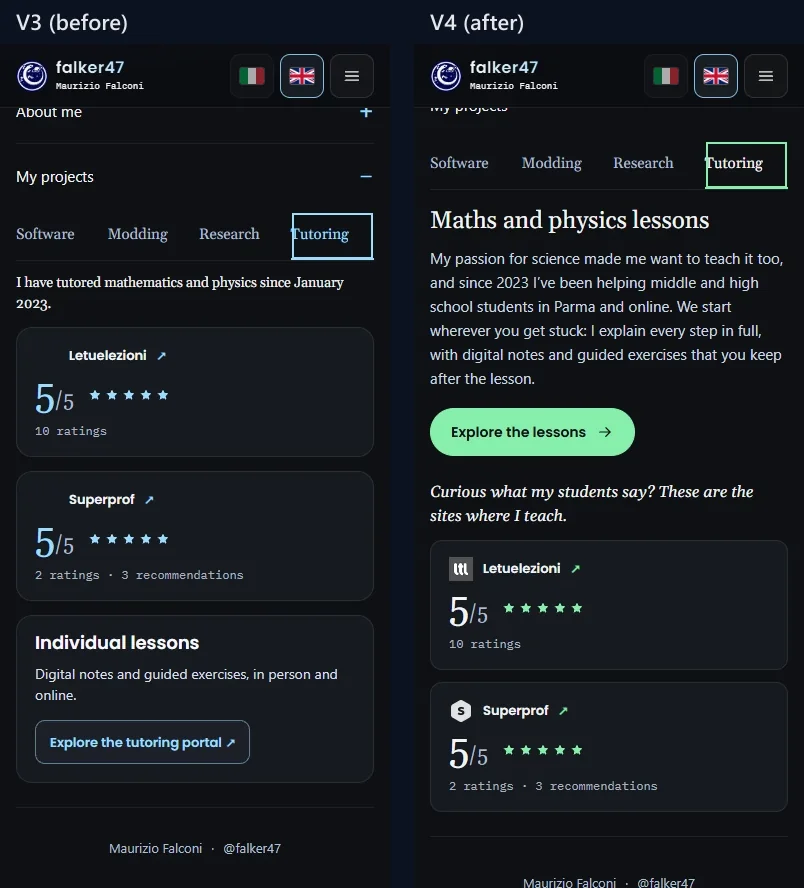 V3 (before)
falker47
Maurizio Falconi
About me
My projects
Software Modding Research Tutoring
I have tutored mathematics and physics since January
2023.
Letuelezioni ↗
5/5 ★★★★★
10 ratings
Superprof ↗
5/5 ★★★★★
2 ratings · 3 recommendations
Individual lessons
Digital notes and guided exercises, in person and
online.
Explore the tutoring portal ↗
Maurizio Falconi · @falker47
V4 (after)
falker47
Maurizio Falconi
My projects
Software Modding Research Tutoring
Maths and physics lessons
My passion for science made me want to teach it too,
and since 2023 I’ve been helping middle and high
school students in Parma and online. We start
wherever you get stuck: I explain every step in full,
with digital notes and guided exercises that you keep
after the lesson.
Explore the lessons →
Curious what my students say? These are the
sites where I teach.
Letuelezioni ↗
5/5 ★★★★★
10 ratings
S Superprof ↗
5/5 ★★★★★
2 ratings · 3 recommendations
Maurizio Falconi · @falker47